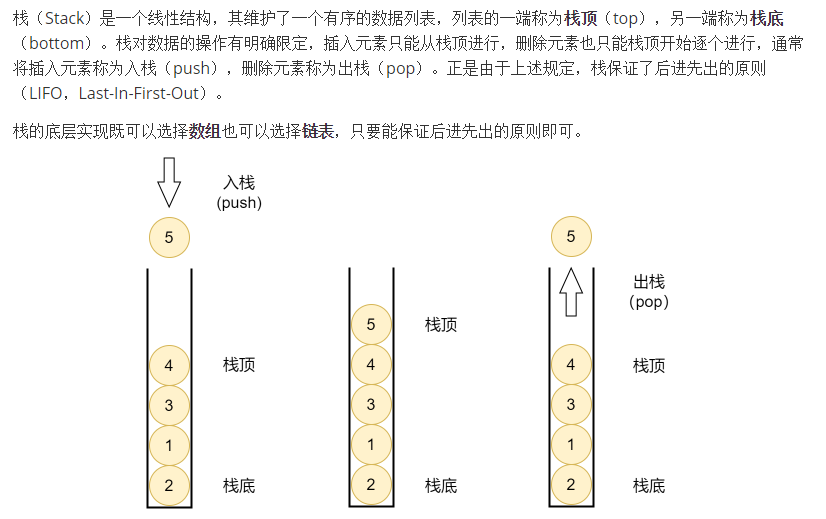 栈（Stack）是一个线性结构，其维护了一个有序的数据列表，列表的一端称为栈顶（top），另一端称为栈底
（bottom）。栈对数据的操作有明确限定，插入元素只能从栈顶进行，删除元素也只能栈顶开始逐个进行，通常
将插入元素称为入栈（push），删除元素称为出栈（pop）。正是由于上述规定，栈保证了后进先出的原则
（LIFO，Last-In-First-Out）。
栈的底层实现既可以选择数组也可以选择链表，只要能保证后进先出的原则即可。
入栈
(push)
5
4 栈顶
3
1
2 栈底
5 栈顶
4
3
1
2 栈底
5
出栈
(pop)
4 栈顶
3
1
2 栈底